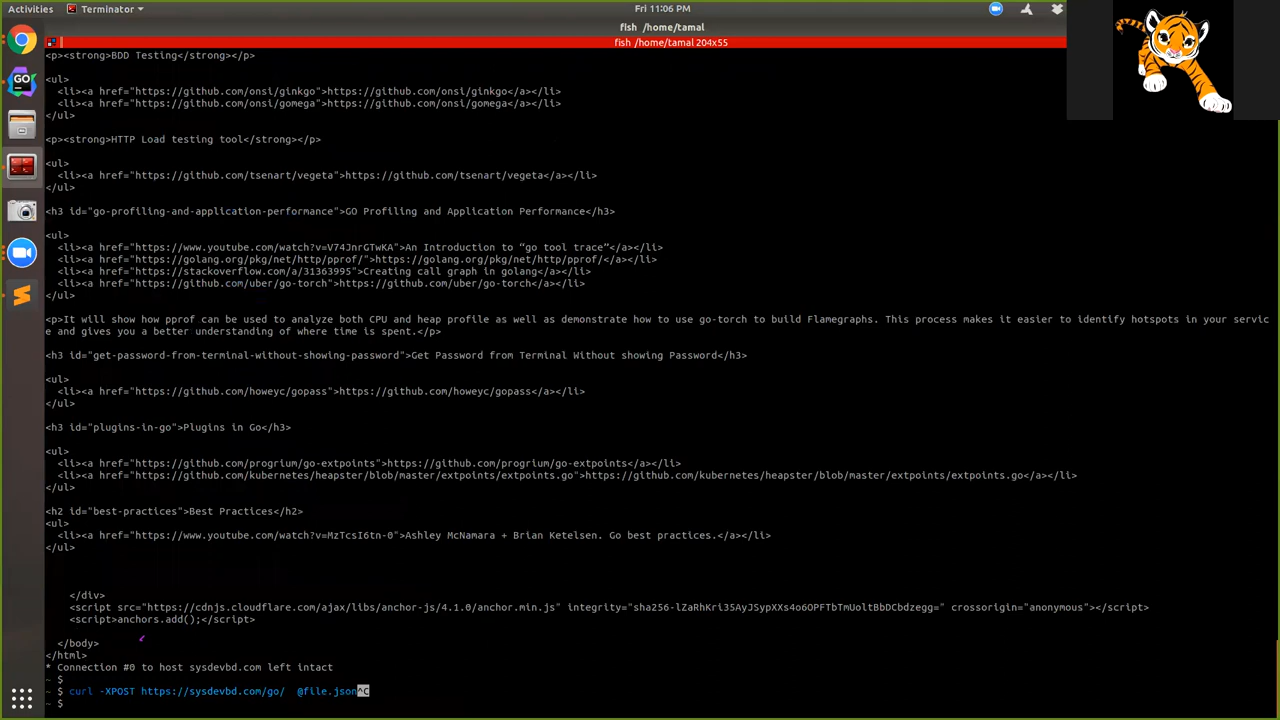 Activities
Terminator
Fri 11:06 PM
fish /home/tamal
fish /home/tamal 204x55
<p><strong>BDD Testing</strong></p>
<ul>
<li><a href="https://github.com/onsi/ginkgo">https://github.com/onsi/ginkgo</a></li>
<li><a href="https://github.com/onsi/gomega">https://github.com/onsi/gomega</a></li>
</ul>
<p><strong>HTTP Load testing tool</strong></p>
<ul>
<li><a href="https://github.com/tsenart/vegeta">https://github.com/tsenart/vegeta</a></li>
</ul>
<h3 id="go-profiling-and-application-performance">GO Profiling and Application Performance</h3>
<ul>
<li><a href="https://www.youtube.com/watch?v=V74JnrGTwKA">An Introduction to “go tool trace”</a></li>
<li><a href="https://golang.org/pkg/net/http/pprof/">https://golang.org/pkg/net/http/pprof/</a></li>
<li><a href="https://stackoverflow.com/a/31363995">Creating call graph in golang</a></li>
<li><a href="https://github.com/uber/go-torch">https://github.com/uber/go-torch</a></li>
</ul>
<p>It will show how pprof can be used to analyze both CPU and heap profile as well as demonstrate how to use go-torch to build Flamegraphs. This process makes it easier to identify hotspots in your servic
e and gives you a better understanding of where time is spent.</p>
<h3 id="get-password-from-terminal-without-showing-password">Get Password from Terminal Without showing Password</h3>
<ul>
<li><a href="https://github.com/howeyc/gopass">https://github.com/howeyc/gopass</a></li>
</ul>
<h3 id="plugins-in-go">Plugins in Go</h3>
<ul>
<li><a href="https://github.com/progrium/go-extpoints">https://github.com/progrium/go-extpoints</a></li>
<li><a href="https://github.com/kubernetes/heapster/blob/master/extpoints/extpoints.go">https://github.com/kubernetes/heapster/blob/master/extpoints/extpoints.go</a></li>
</ul>
<h2 id="best-practices">Best Practices</h2>
<ul>
<li><a href="https://www.youtube.com/watch?v=MzTcsI6tn-0">Ashley McNamara + Brian Ketelsen. Go best practices.</a></li>
</ul>
</div>
<script src="https://cdnjs.cloudflare.com/ajax/libs/anchor-js/4.1.0/anchor.min.js" integrity="sha256-lZaRhKri35AyJSypXXs4o6OPFTbTmUoltBbDCbdzegg=" crossorigin="anonymous"></script>
<script>anchors.add();</script>
</body>
</html>
* Connection #0 to host sysdevbd.com left intact
~ $
~ $ curl -XPOST https://sysdevbd.com/go/  @file.json^C
~ $